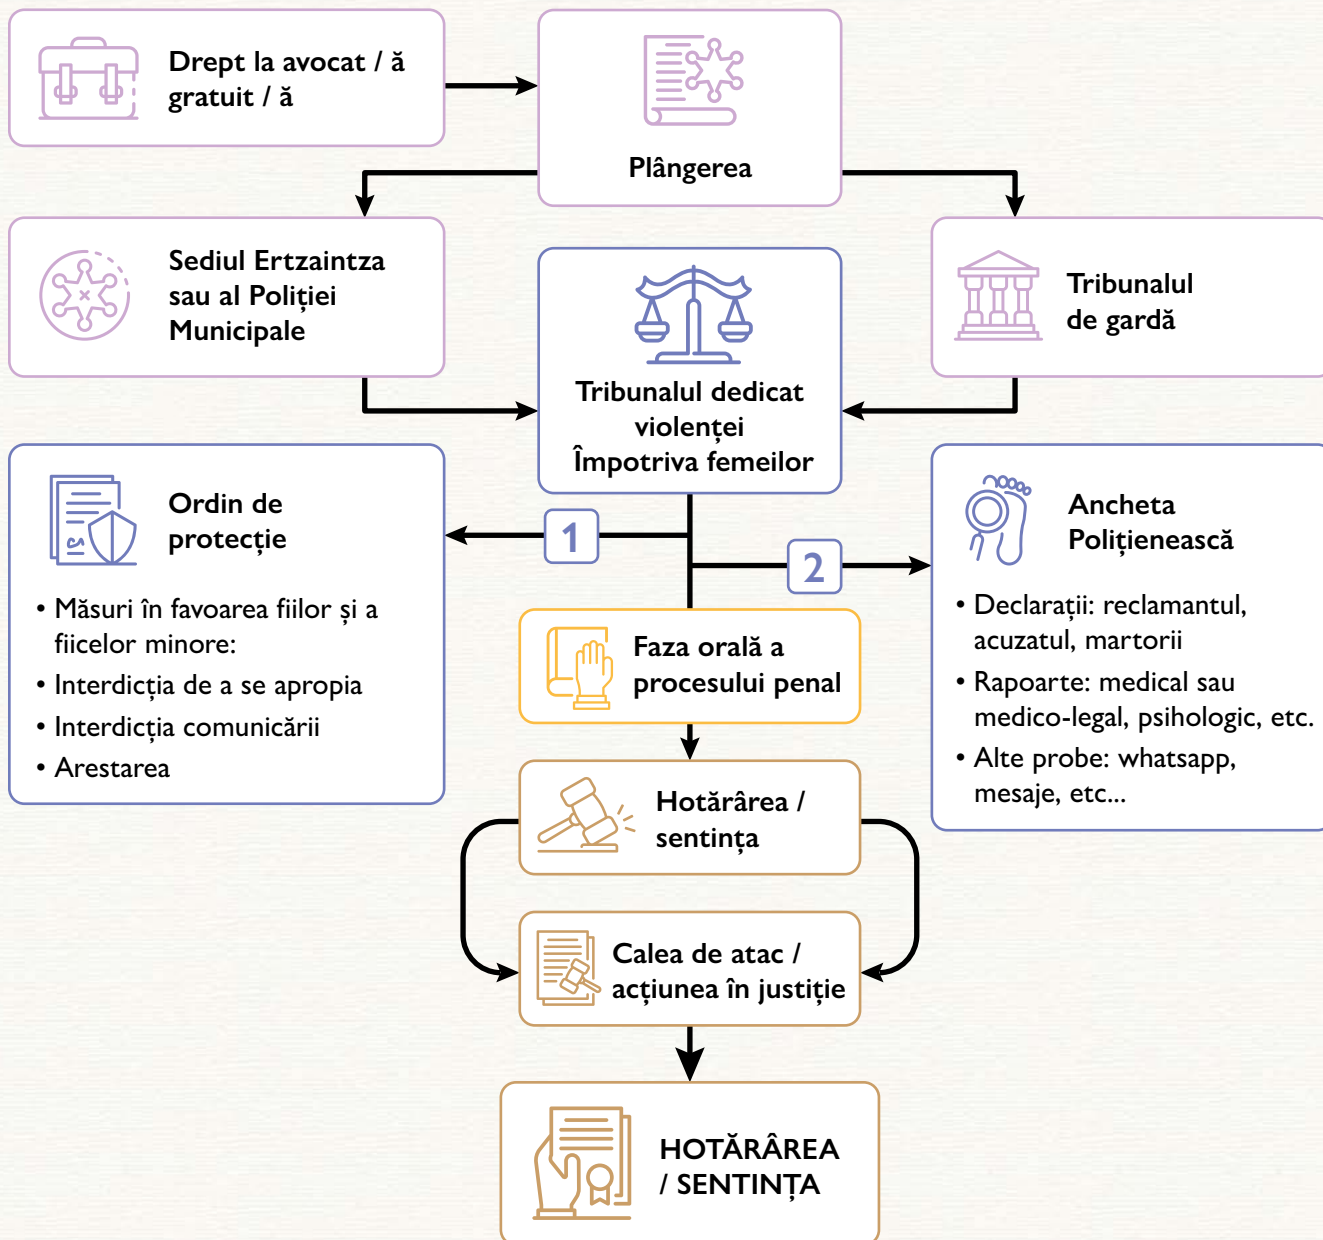 Drept la avocat / ă
gratuit / ă
Plângerea
Sediul Ertzaintza
sau al Poliției
Municipale
Tribunalul
de gardă
Tribunalul dedicat
violenței
Împotriva femeilor
Ordin de
protecție
• Măsuri în favoarea fiilor și a
fiicelor minore:
• Interdicția de a se apropia
• Interdicția comunicării
• Arestarea
1
2
Ancheta
Polițienească
• Declarații: reclamantul,
acuzatul, martorii
• Rapoarte: medical sau
medico-legal, psihologic, etc.
• Alte probe: whatsapp,
mesaje, etc...
Faza orală a
procesului penal
Hotărârea /
sentința
Calea de atac /
acțiunea în justiție
HOTĂRÂREA
/ SENTINȚA